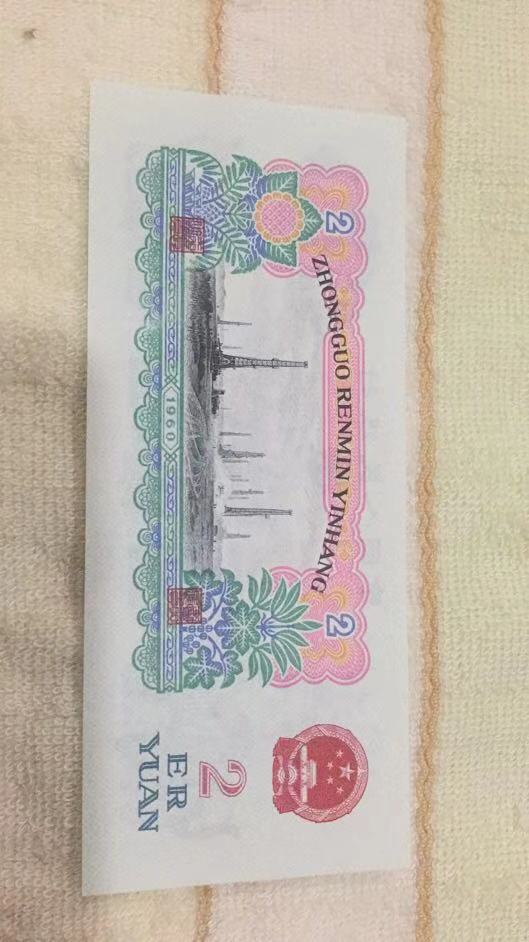 2
ZHONGGUO RENMIN YINHANG
2
1960
2
ER
YUAN